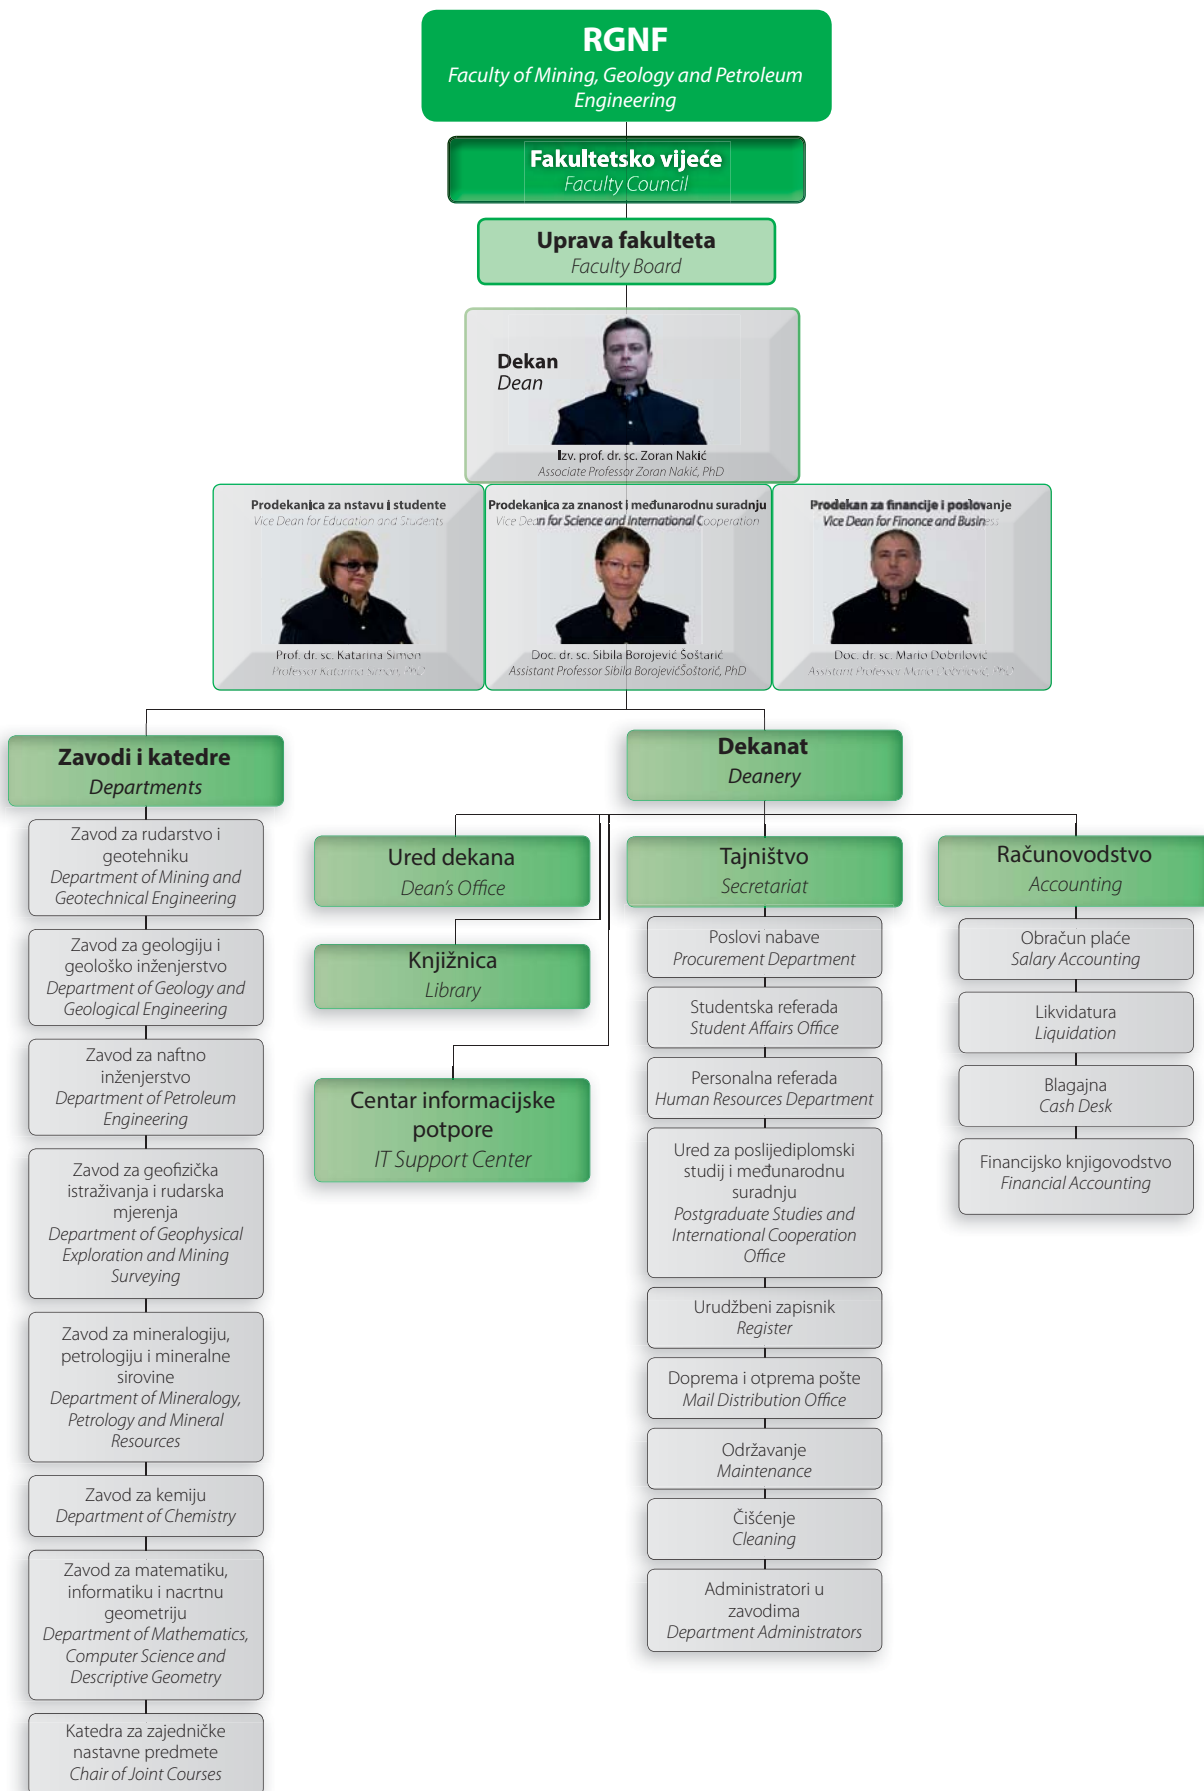 RGNF
Faculty of Mining, Geology and Petroleum
Engineering
Fakultetsko vijeće
Faculty Council
Uprava fakulteta
Faculty Board
Dekan
Dean
Izv. prof. dr. sc. Zoran Nakić
Associate Professor Zoran Nakić, PhD
Prodekanica za nstavu i studente
Vice Dean for Education and Students
Prof. dr. sc. Katarina Simon
Professor Katarina Simon, PhD
Prodekanica za znanost i međunarodnu suradnju
Vice Dean for Science and International Cooperation
Doc. dr. sc. Sibila Borojević Šoštarić
Assistant Professor Sibila BorojevićŠoštorić, PhD
Prodekan za financije i poslovanje
Vice Dean for Finonce and Business
Doc. dr. sc. Mario Dobrilović
Assistant Professor Mario Dobrilović, PhD
Zavodi i katedre
Departments
Zavod za rudarstvo i
geotehniku
Department of Mining and
Geotechnical Engineering
Zavod za geologiju i
geološko inženjerstvo
Department of Geology and
Geological Engineering
Zavod za naftno
inženjerstvo
Department of Petroleum
Engineering
Zavod za geofizička
istraživanja i rudarska
mjerenja
Department of Geophysical
Exploration and Mining
Surveying
Zavod za mineralogiju,
petrologiju i mineralne
sirovine
Department of Mineralogy,
Petrology and Mineral
Resources
Zavod za kemiju
Department of Chemistry
Zavod za matematiku,
informatiku i nacrtnu
geometriju
Department of Mathematics,
Computer Science and
Descriptive Geometry
Katedra za zajedničke
nastavne predmete
Chair of Joint Courses
Dekanat
Deanery
Ured dekana
Dean's Office
Knjižnica
Library
Centar informacijske
potpore
IT Support Center
Tajništvo
Secretariat
Poslovi nabave
Procurement Department
Studentska referada
Student Affairs Office
Personalna referada
Human Resources Department
Ured za poslijediplomski
studij i međunarodnu
suradnju
Postgraduate Studies and
International Cooperation
Office
Urudžbeni zapisnik
Register
Doprema i otprema pošte
Mail Distribution Office
Održavanje
Maintenance
Čišćenje
Cleaning
Administratori u
zavodima
Department Administrators
Računovodstvo
Accounting
Obračun plaće
Salary Accounting
Likvidatura
Liquidation
Blagajna
Cash Desk
Financijsko knjigovodstvo
Financial Accounting